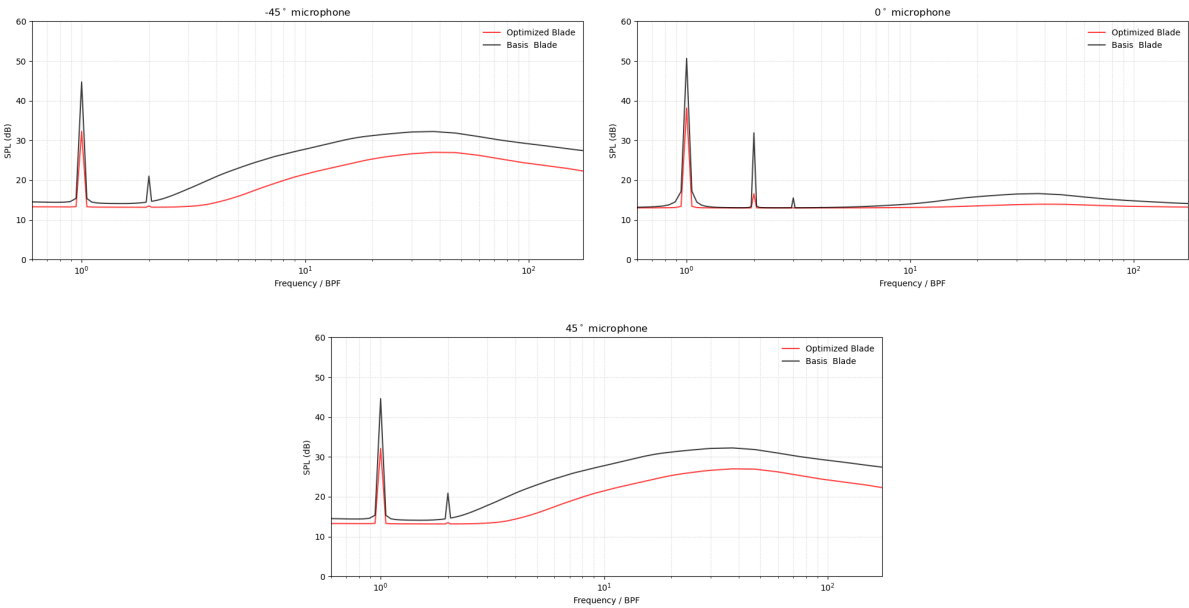 -45° microphone
60
50
40
30
20
10
0
SPL (dB)
Optimized Blade
Basis  Blade
10⁰
10¹
10²
Frequency / BPF
0° microphone
60
50
40
30
20
10
0
SPL (dB)
Optimized Blade
Basis  Blade
10⁰
10¹
10²
Frequency / BPF
45° microphone
60
50
40
30
20
10
0
SPL (dB)
Optimized Blade
Basis  Blade
10⁰
10¹
10²
Frequency / BPF